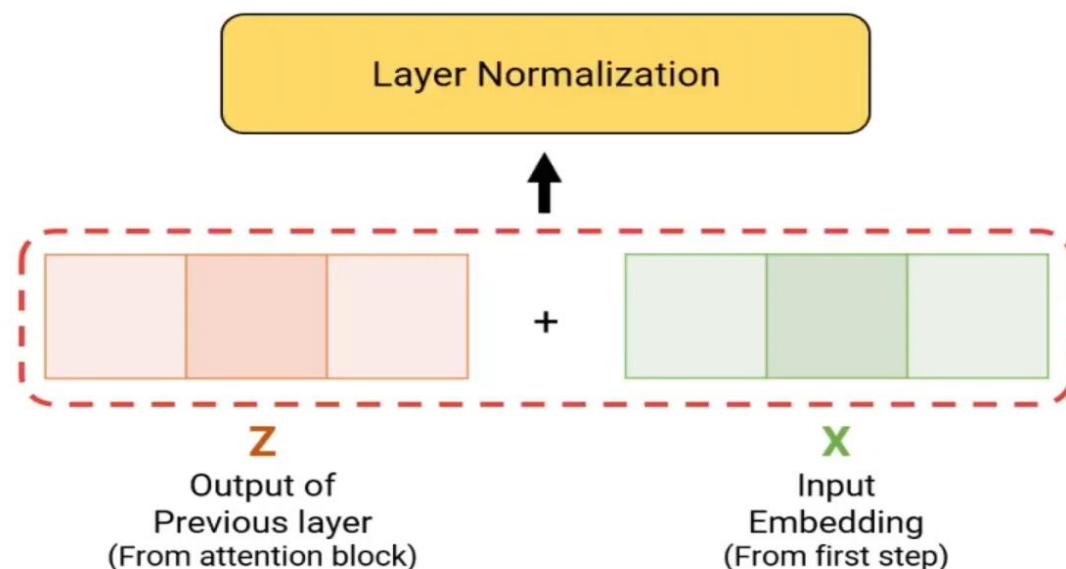 Layer Normalization
+
Z
Output of
Previous layer
(From attention block)
X
Input
Embedding
(From first step)